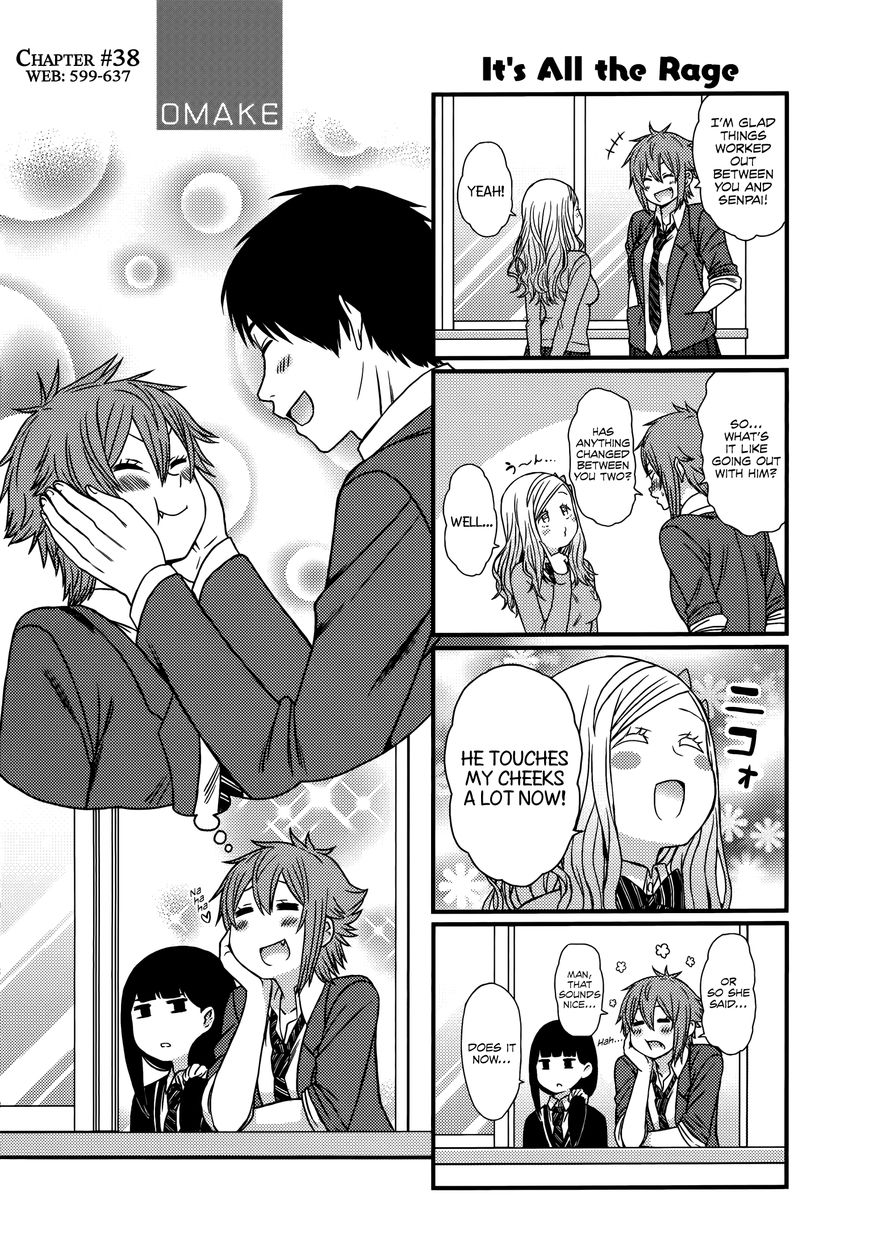 CHAPTER #38
WEB: 599-637
OMAKE
It's All the Rage
I'M GLAD
THINGS
WORKED
OUT
BETWEEN
YOU AND
SENPAI!
YEAH!
SO...
WHAT'S
IT LIKE
GOING OUT
WITH HIM?
HAS
ANYTHING
CHANGED
BETWEEN
YOU TWO?
う〜ん…
WELL...
ニコォ
HE TOUCHES
MY CHEEKS
A LOT NOW!
OR
SO SHE
SAID...
MAN,
THAT
SOUNDS
NICE...
Hah...
DOES IT
NOW...
Na
ha
ha